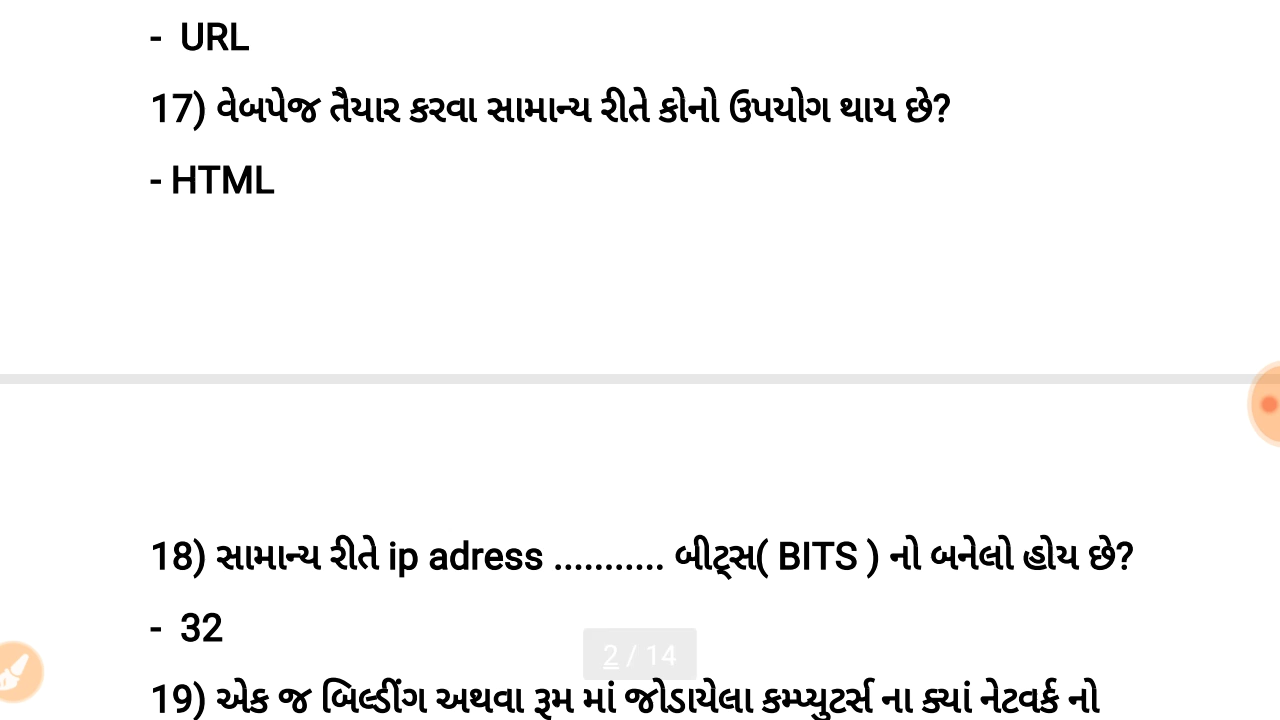 - URL
17) વેબપેજ તૈયાર કરવા સામાન્ય રીતે કોનો ઉપયોગ થાય છે?
- HTML
18) સામાન્ય રીતે ip adress ........... બીટ્સ( BITS ) નો બનેલો હોય છે?
- 32
2 / 14
19) એક જ બિલ્ડીંગ અથવા રૂમ માં જોડાયેલા કમ્પ્યુટર્સ ના ક્યાં નેટવર્ક નો